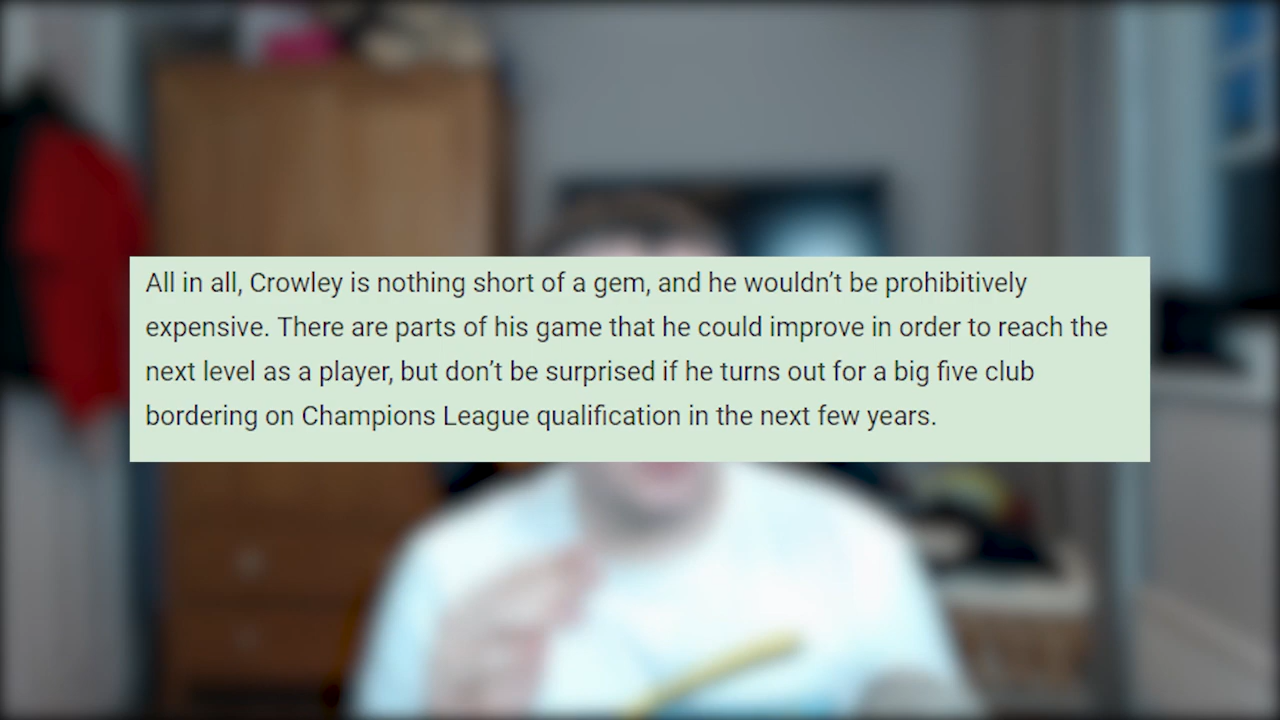 All in all, Crowley is nothing short of a gem, and he wouldn’t be prohibitively
expensive. There are parts of his game that he could improve in order to reach the
next level as a player, but don’t be surprised if he turns out for a big five club
bordering on Champions League qualification in the next few years.